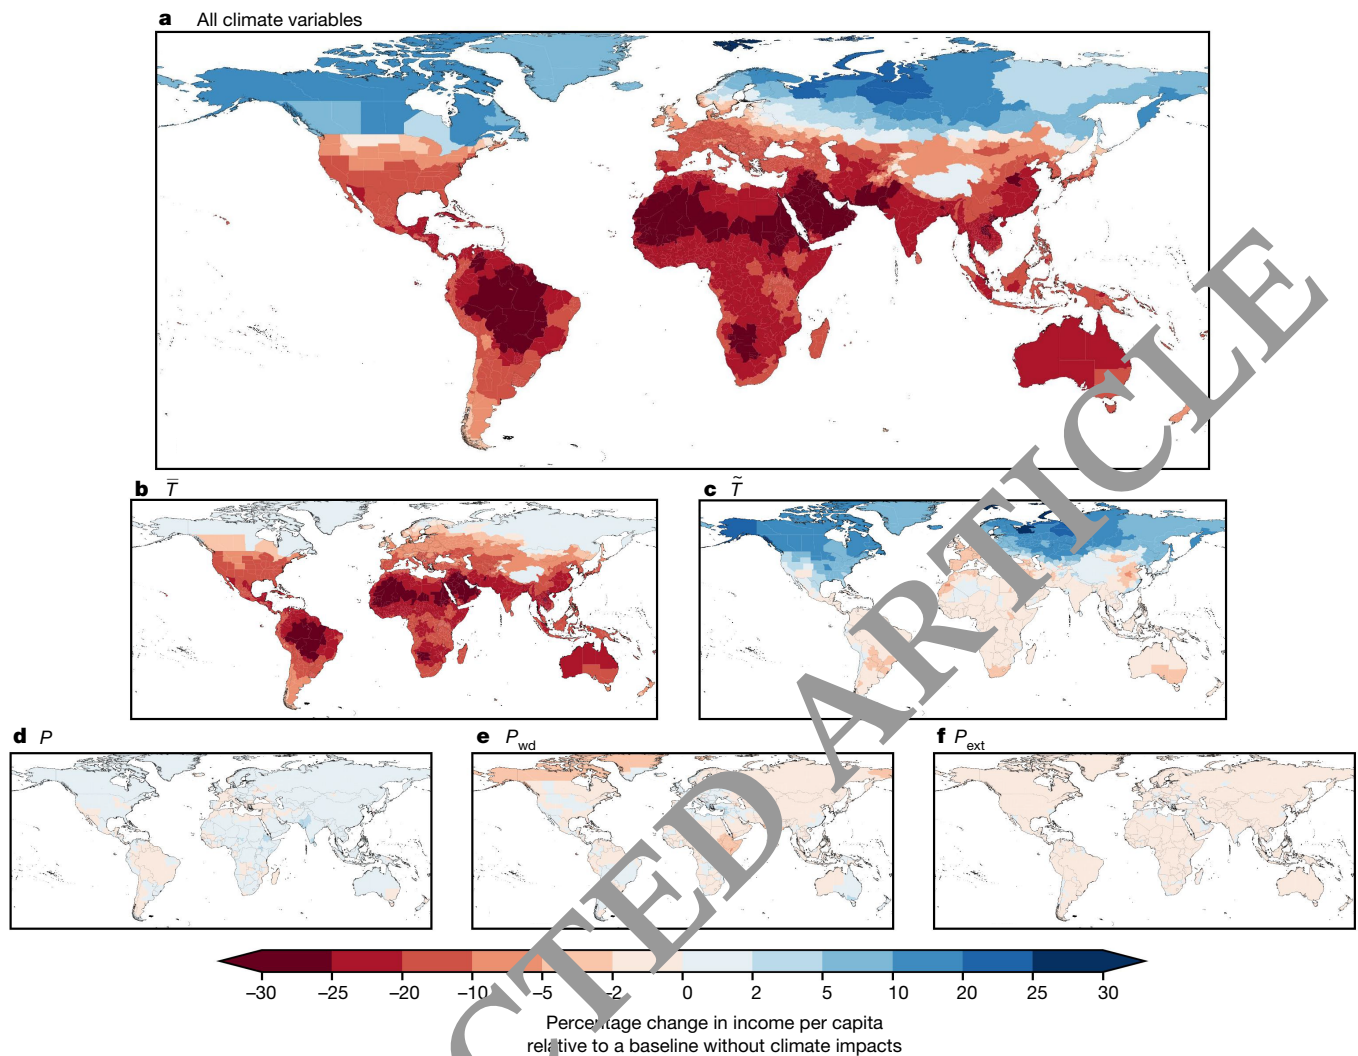 a All climate variables
b T̅
c T̃
d P
e Pwd
f Pext
–30 –25 –20 –10 –5 –2 0 2 5 10 20 25 30
Percentage change in income per capita
relative to a baseline without climate impacts
CTED ARTICLE